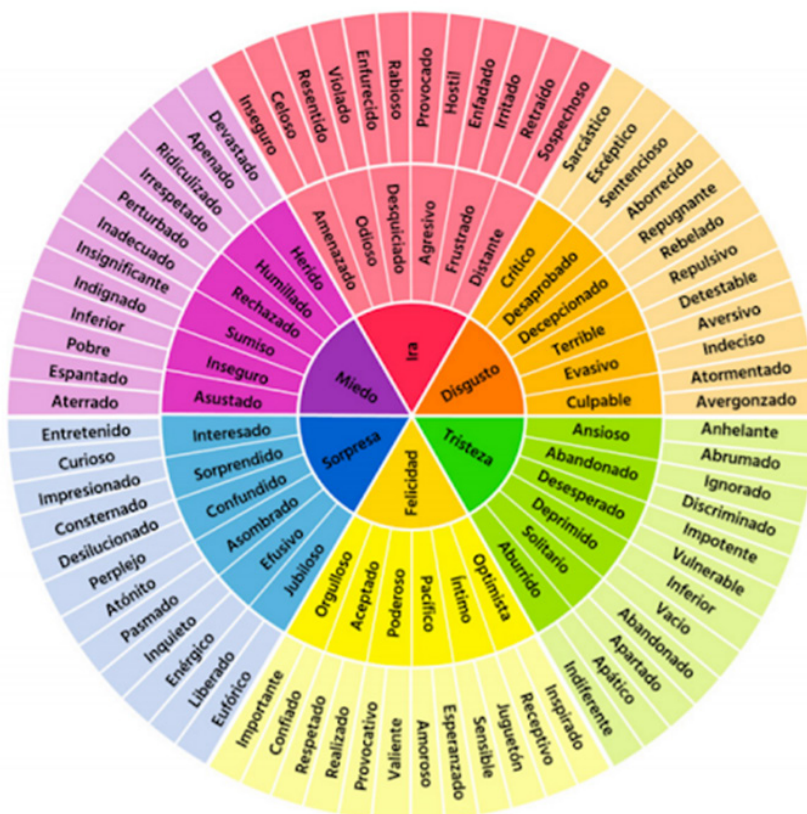 Ira
Disgusto
Tristeza
Felicidad
Sorpresa
Miedo
Amenazado
Odioso
Desquiciado
Agresivo
Frustrado
Distante
Crítico
Desaprobado
Decepcionado
Terrible
Evasivo
Culpable
Ansioso
Abandonado
Desesperado
Deprimido
Solitario
Aburrido
Optimista
Íntimo
Pacífico
Poderoso
Aceptado
Orgulloso
Jubiloso
Efusivo
Asombrado
Confundido
Sorprendido
Interesado
Asustado
Inseguro
Sumiso
Rechazado
Humillado
Herido
Inseguro
Celoso
Resentido
Violado
Enfurecido
Rabioso
Provocado
Hostil
Enfadado
Irritado
Retraído
Sospechoso
Sarcástico
Escéptico
Sentencioso
Aborrecido
Repugnante
Rebelado
Repulsivo
Detestable
Aversivo
Indeciso
Atormentado
Avergonzado
Anhelante
Abrumado
Ignorado
Discriminado
Impotente
Vulnerable
Inferior
Vacio
Abandonado
Apartado
Apático
Indiferente
Inspirado
Receptivo
Juguetón
Sensible
Esperanzado
Amoroso
Valiente
Provocativo
Realizado
Respetado
Confiado
Importante
Eufórico
Liberado
Enérgico
Inquieto
Pasmado
Atónito
Perplejo
Desilucionado
Consternado
Impresionado
Curioso
Entretenido
Aterrado
Espantado
Pobre
Inferior
Indignado
Insignificante
Inadecuado
Perturbado
Irrespetado
Ridiculizado
Apenado
Devastado